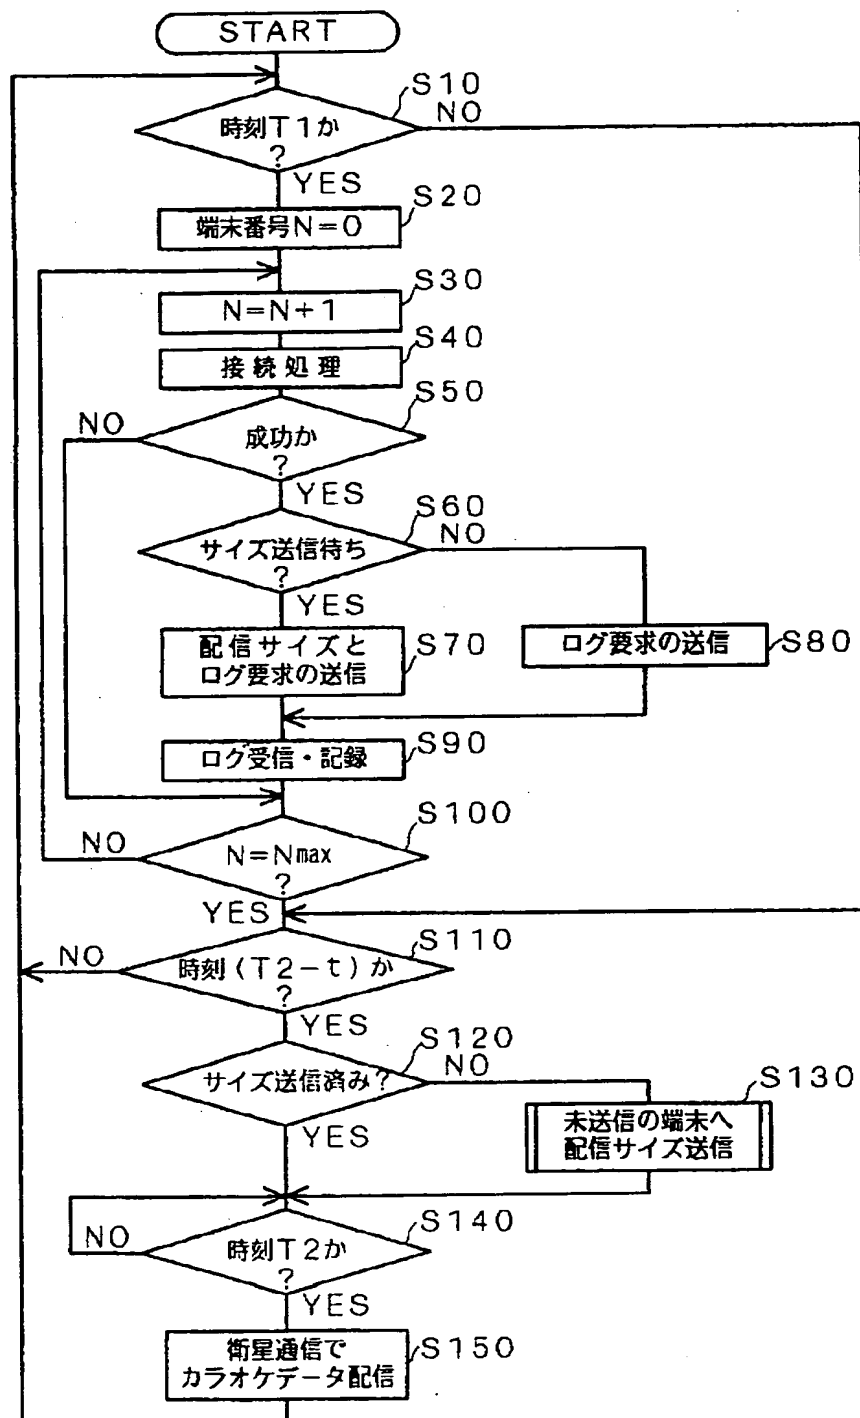 START
S10
時刻T1か
?
NO
YES
S20
端末番号N=0
S30
N=N+1
S40
接続処理
S50
NO
成功か
?
YES
S60
NO
サイズ送信待ち
?
YES
配信サイズと
ログ要求の送信
S70
ログ要求の送信
S80
S90
ログ受信・記録
S100
NO
N=Nmax
?
YES
S110
NO
時刻(T2-t)か
?
YES
S120
NO
サイズ送信済み?
YES
S130
未送信の端末へ
配信サイズ送信
S140
NO
時刻T2か
?
YES
衛星通信で
カラオケデータ配信
S150